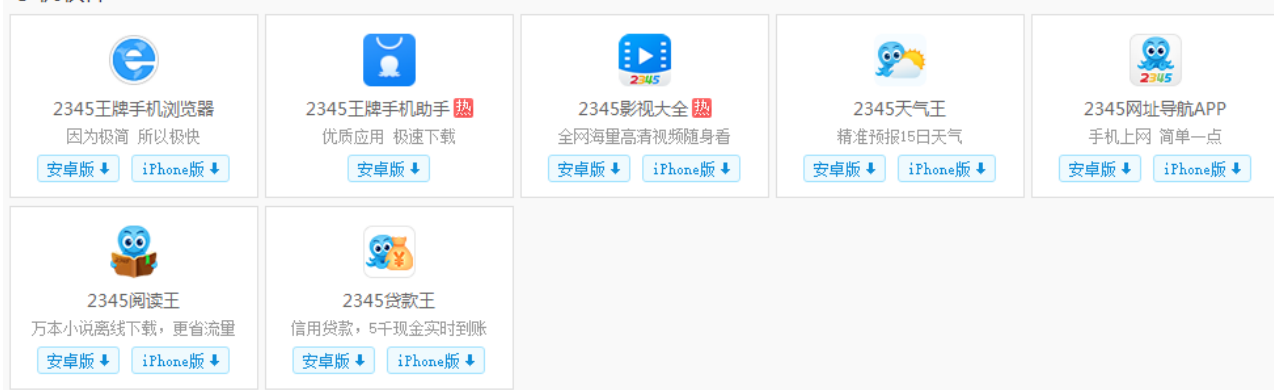 2345王牌手机浏览器
因为极简 所以极快
安卓版 iPhone版
2345王牌手机助手 热
优质应用 极速下载
安卓版
2345
2345影视大全 热
全网海量高清视频随身看
安卓版 iPhone版
2345天气王
精准预报15日天气
安卓版 iPhone版
2345
2345网址导航APP
手机上网 简单一点
安卓版 iPhone版
2345阅读王
万本小说离线下载，更省流量
安卓版 iPhone版
¥
2345贷款王
信用贷款，5千现金实时到账
安卓版 iPhone版